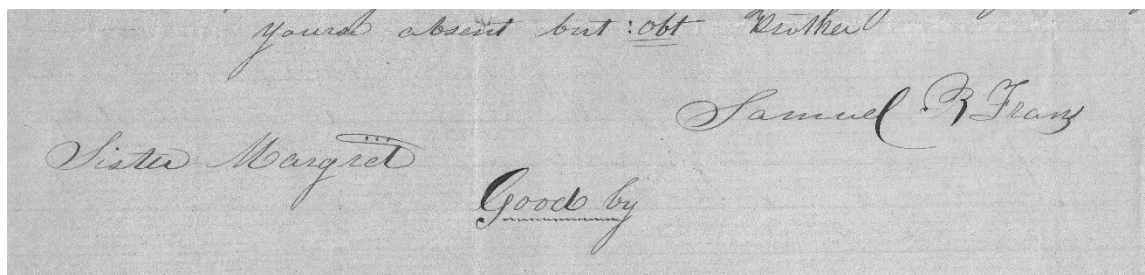 yours absent but : obt Brother
Samuel R Franz
Sister Margret
Good by